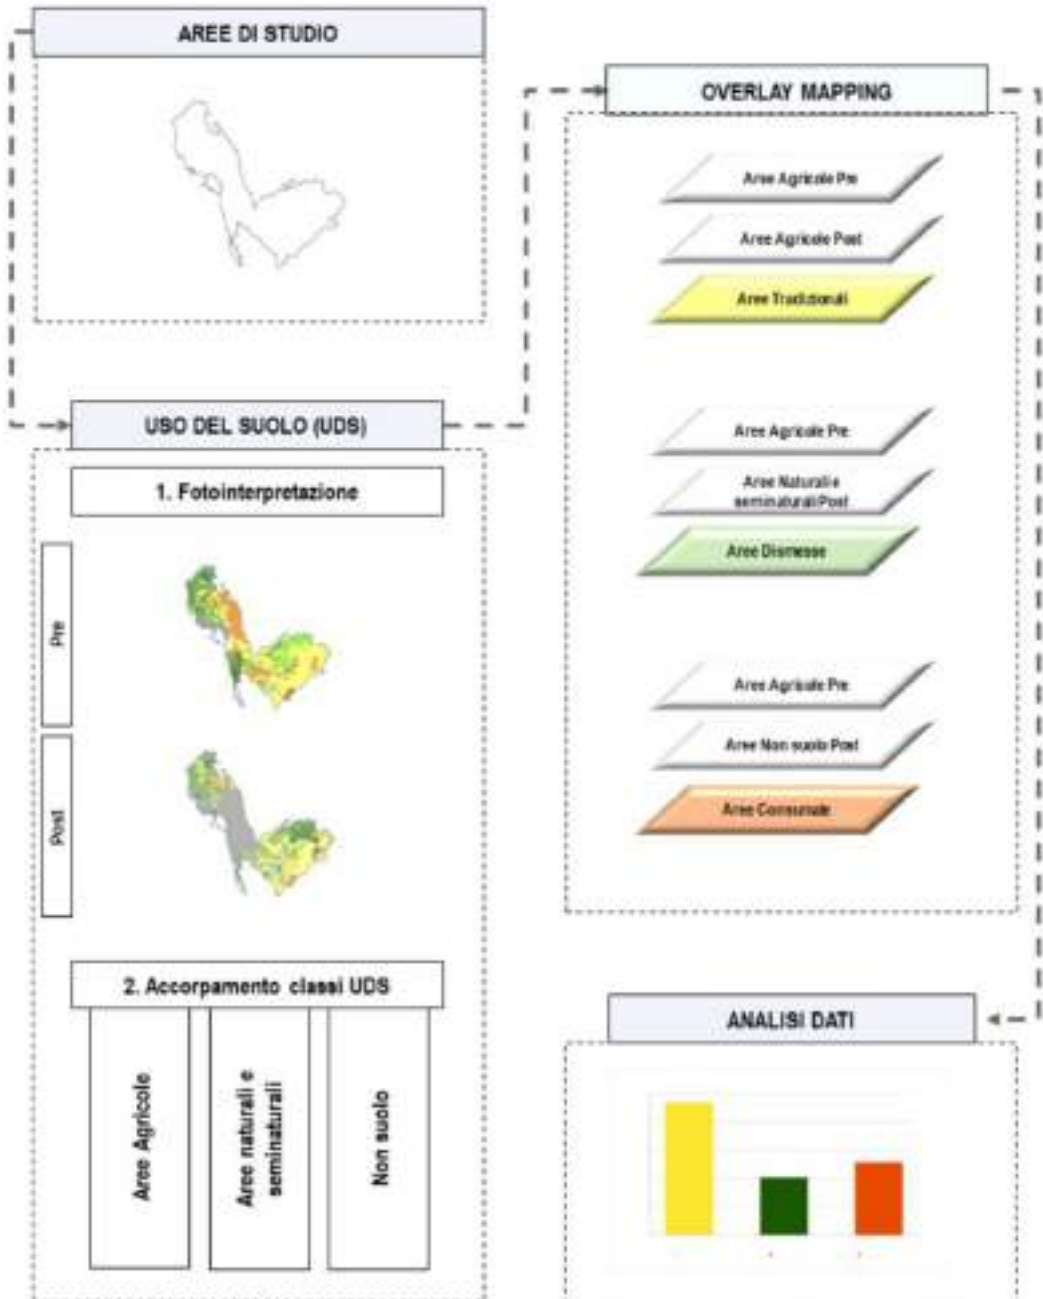 AREE DI STUDIO
USO DEL SUOLO (UDS)
1. Fotointerpretazione
Pre
Post
2. Accorpamento classi UDS
Aree Agricole
Aree naturali e
seminaturali
Non suolo
OVERLAY MAPPING
Aree Agricole Pre
Aree Agricole Post
Aree Tradizionali
Aree Agricole Pre
Aree Naturali e
seminaturali Post
Aree Dismesse
Aree Agricole Pre
Aree Non suolo Post
Aree Consumate
ANALISI DATI